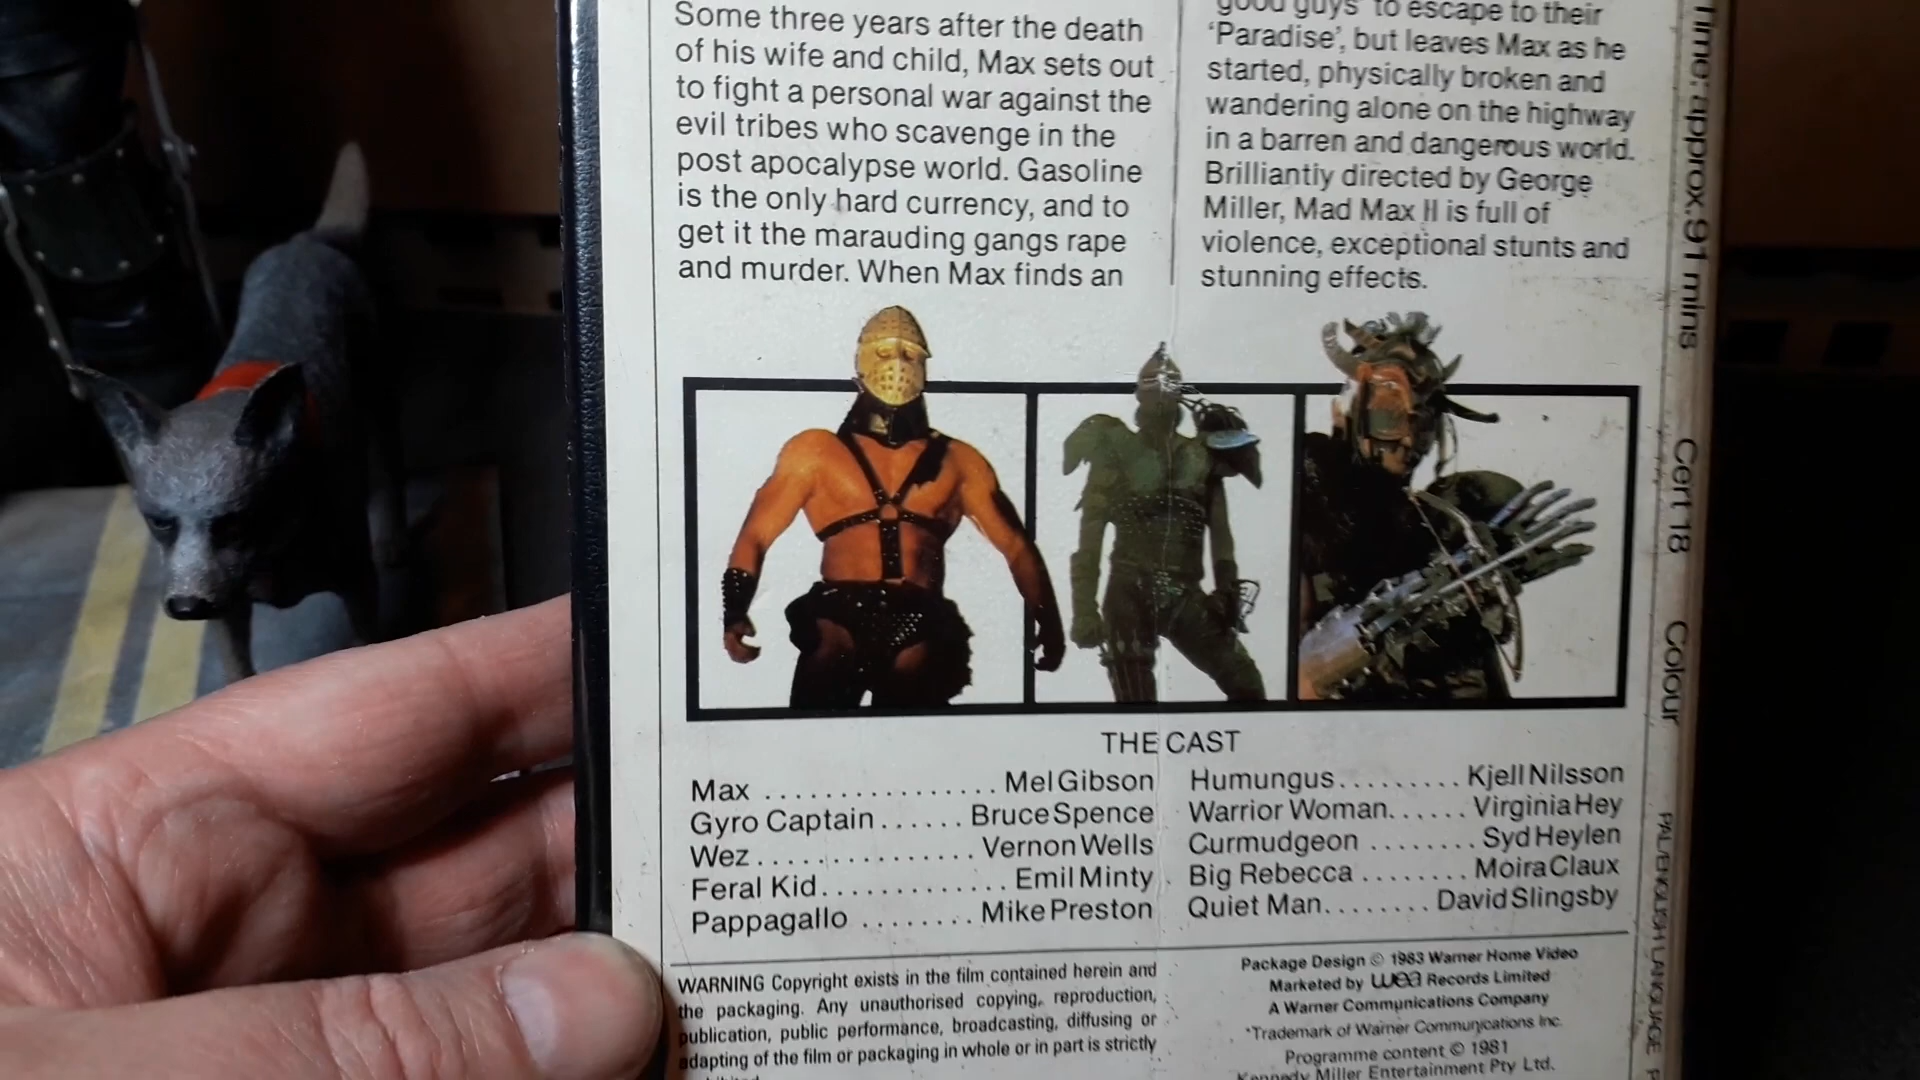 Some three years after the death
of his wife and child, Max sets out
to fight a personal war against the
evil tribes who scavenge in the
post apocalypse world. Gasoline
is the only hard currency, and to
get it the marauding gangs rape
and murder. When Max finds an
good guys' to escape to their
'Paradise', but leaves Max as he
started, physically broken and
wandering alone on the highway
in a barren and dangerous world.
Brilliantly directed by George
Miller, Mad Max II is full of
violence, exceptional stunts and
stunning effects.
THE CAST
Max ................ Mel Gibson
Gyro Captain ...... Bruce Spence
Wez ............... Vernon Wells
Feral Kid ............. Emil Minty
Pappagallo ........ Mike Preston
Humungus ......... Kjell Nilsson
Warrior Woman ...... Virginia Hey
Curmudgeon ........ Syd Heylen
Big Rebecca ........ Moira Claux
Quiet Man ........ David Slingsby
WARNING Copyright exists in the film contained herein and
the packaging. Any unauthorised copying, reproduction,
publication, public performance, broadcasting, diffusing or
adapting of the film or packaging in whole or in part is strictly
Package Design © 1983 Warner Home Video
Marketed by wea Records Limited
A Warner Communications Company
*Trademark of Warner Communications Inc.
Programme content © 1981
Kennedy Miller Entertainment Pty Ltd.
Time: aprox. 91 mins Cert 18 Colour PAL/ENGLISH LANGUAGE